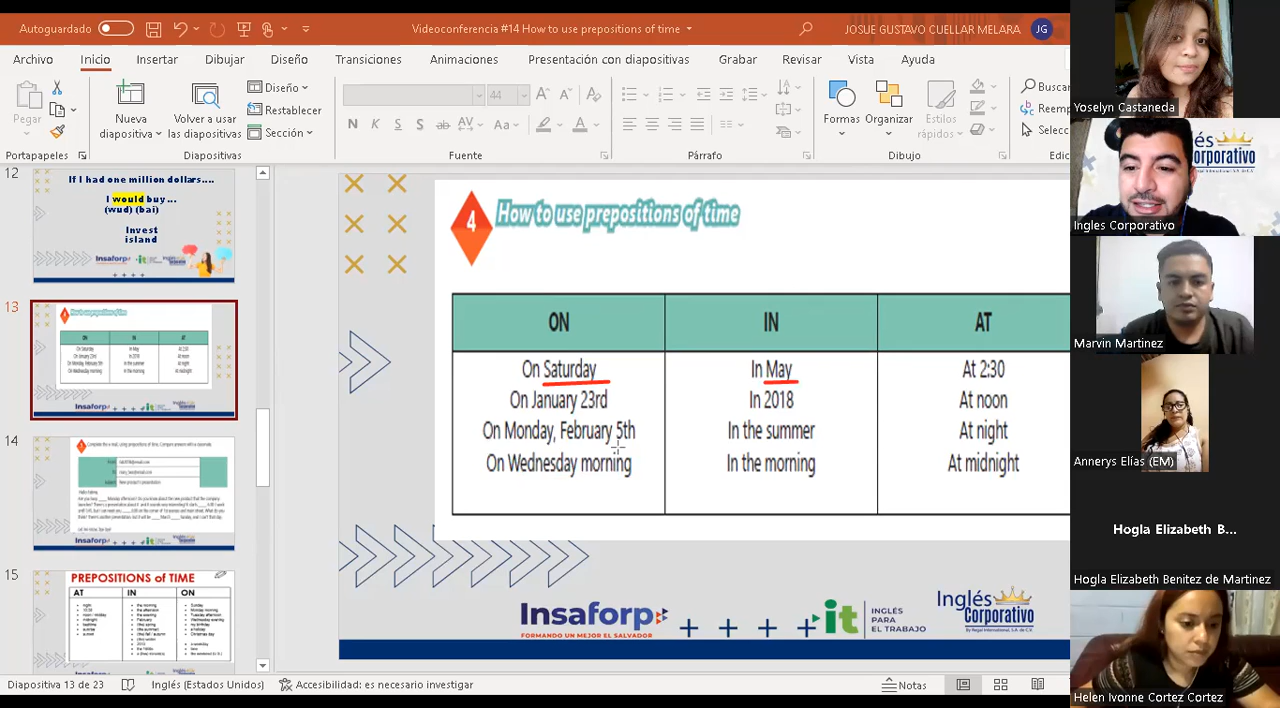 Autoguardado
Videoconferencia #14 How to use prepositions of time
JOSUE GUSTAVO CUELLAR MELARA
JG
Archivo Inicio Insertar Dibujar Diseño Transiciones Animaciones Presentación con diapositivas Grabar Revisar Vista Ayuda
Pegar
Nueva diapositiva
Volver a usar las diapositivas
Diseño
Restablecer
Sección
44
N K S S ab AV Aa A
Formas
Organizar
Estilos rápidos
Portapapeles
Diapositivas
Fuente
Párrafo
Dibujo
12
If I had one million dollars....
I would buy ...
(wud) (bai)
Invest
island
13
14
15
PREPOSITIONS of TIME
AT IN ON
4
How to use prepositions of time
ON IN AT
On Saturday In May At 2:30
On January 23rd In 2018 At noon
On Monday, February 5th In the summer At night
On Wednesday morning In the morning At midnight
Insaforp
FORMANDO UN MEJOR EL SALVADOR
it
INGLÉS
PARA
EL TRABAJO
Inglés
Corporativo
By Regal International, S.A. de C.V.
Diapositiva 13 de 23
Inglés (Estados Unidos)
Accesibilidad: es necesario investigar
Notas
Yoselyn Castaneda
Ingles Corporativo
Marvin Martinez
Annerys Elías (EM)
Hogla Elizabeth B...
Hogla Elizabeth Benitez de Martinez
Helen Ivonne Cortez Cortez